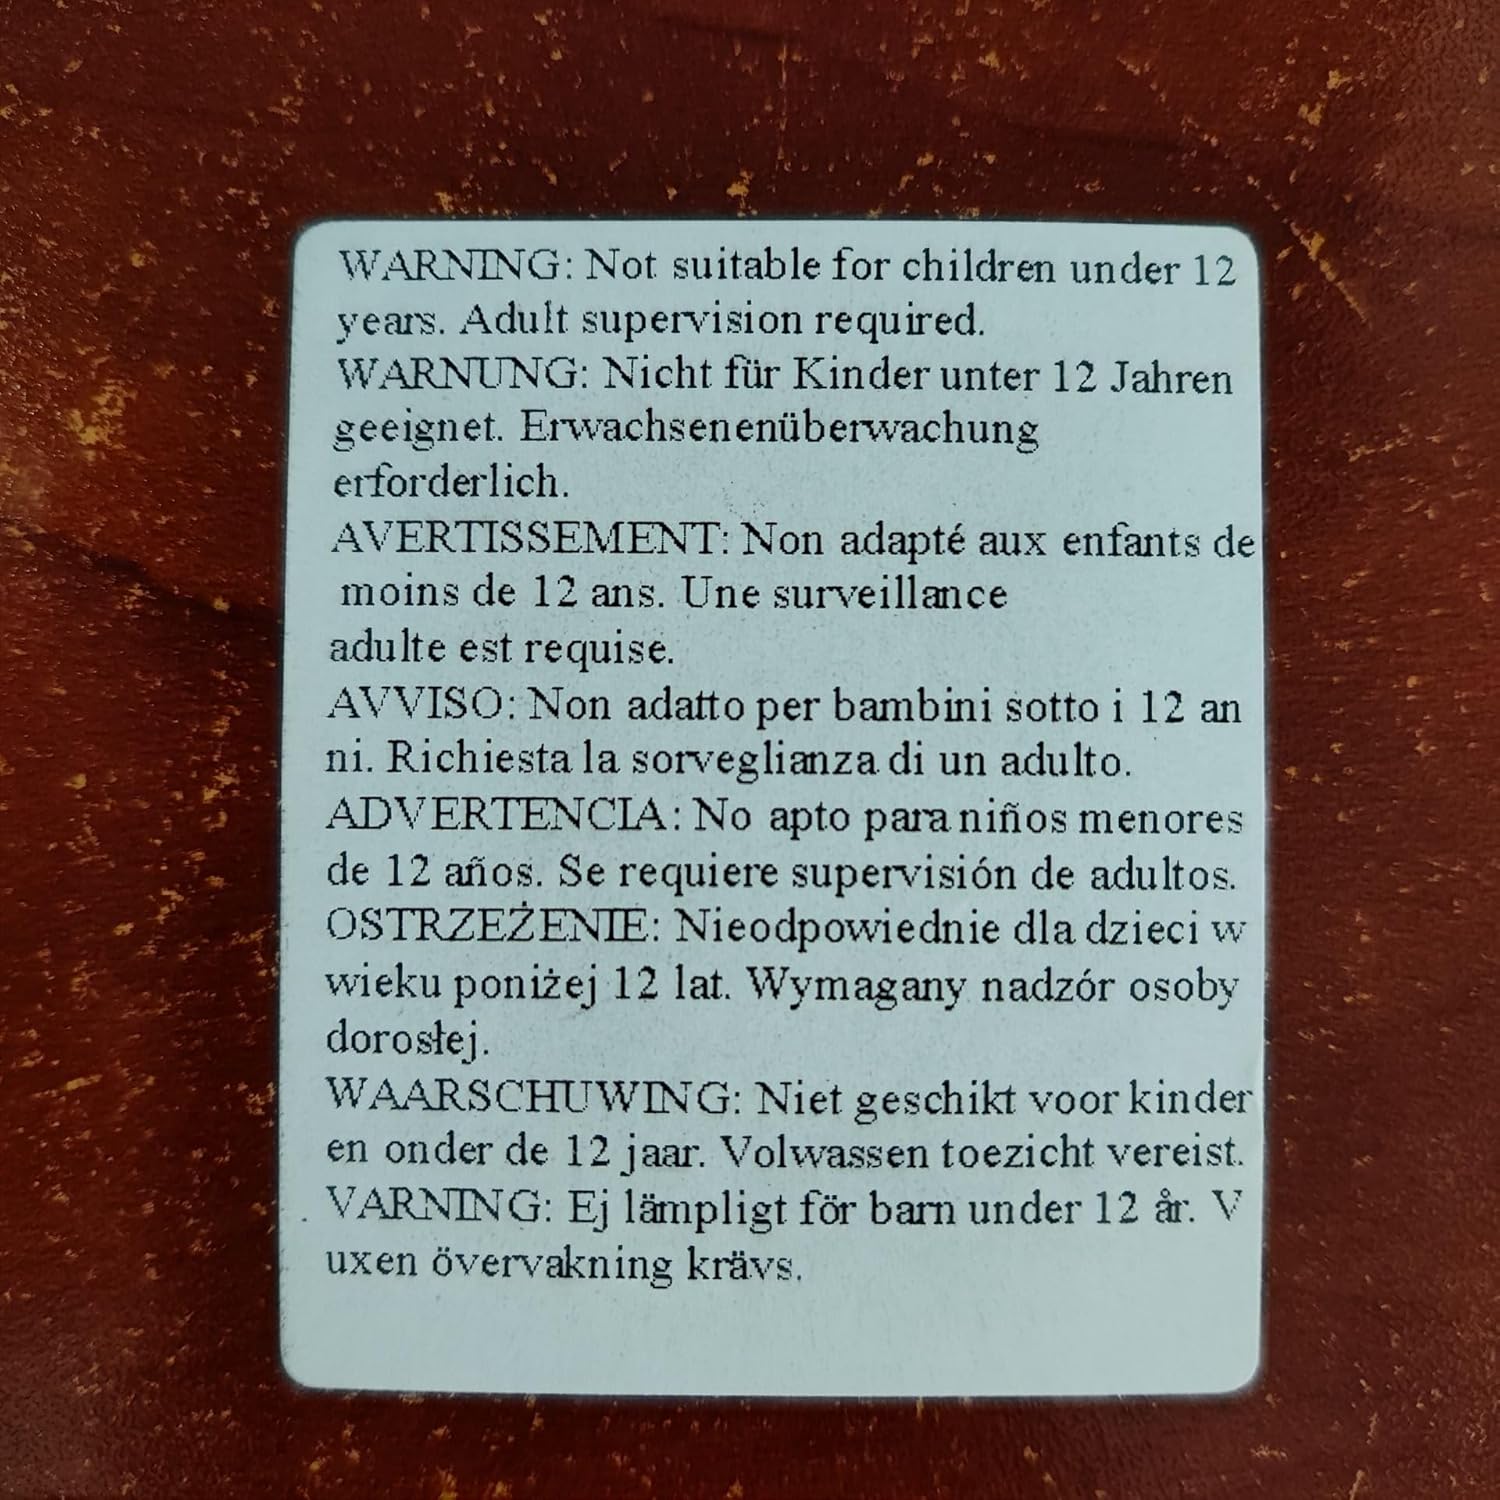 WARNING: Not suitable for children under 12
years. Adult supervision required.
WARNUNG: Nicht für Kinder unter 12 Jahren
geeignet. Erwachsenenüberwachung
erforderlich.
AVERTISSEMENT: Non adapté aux enfants de
moins de 12 ans. Une surveillance
adulte est requise.
AVVISO: Non adatto per bambini sotto i 12 an
ni. Richiesta la sorveglianza di un adulto.
ADVERTENCIA: No apto para niños menores
de 12 años. Se requiere supervisión de adultos.
OSTRZEŻENIE: Nieodpowiednie dla dzieci w
wieku poniżej 12 lat. Wymagany nadzór osoby
dorosłej.
WAARSCHUWING: Niet geschikt voor kinder
en onder de 12 jaar. Volwassen toezicht vereist.
VARNING: Ej lämpligt för barn under 12 år. V
uxen övervakning krävs.